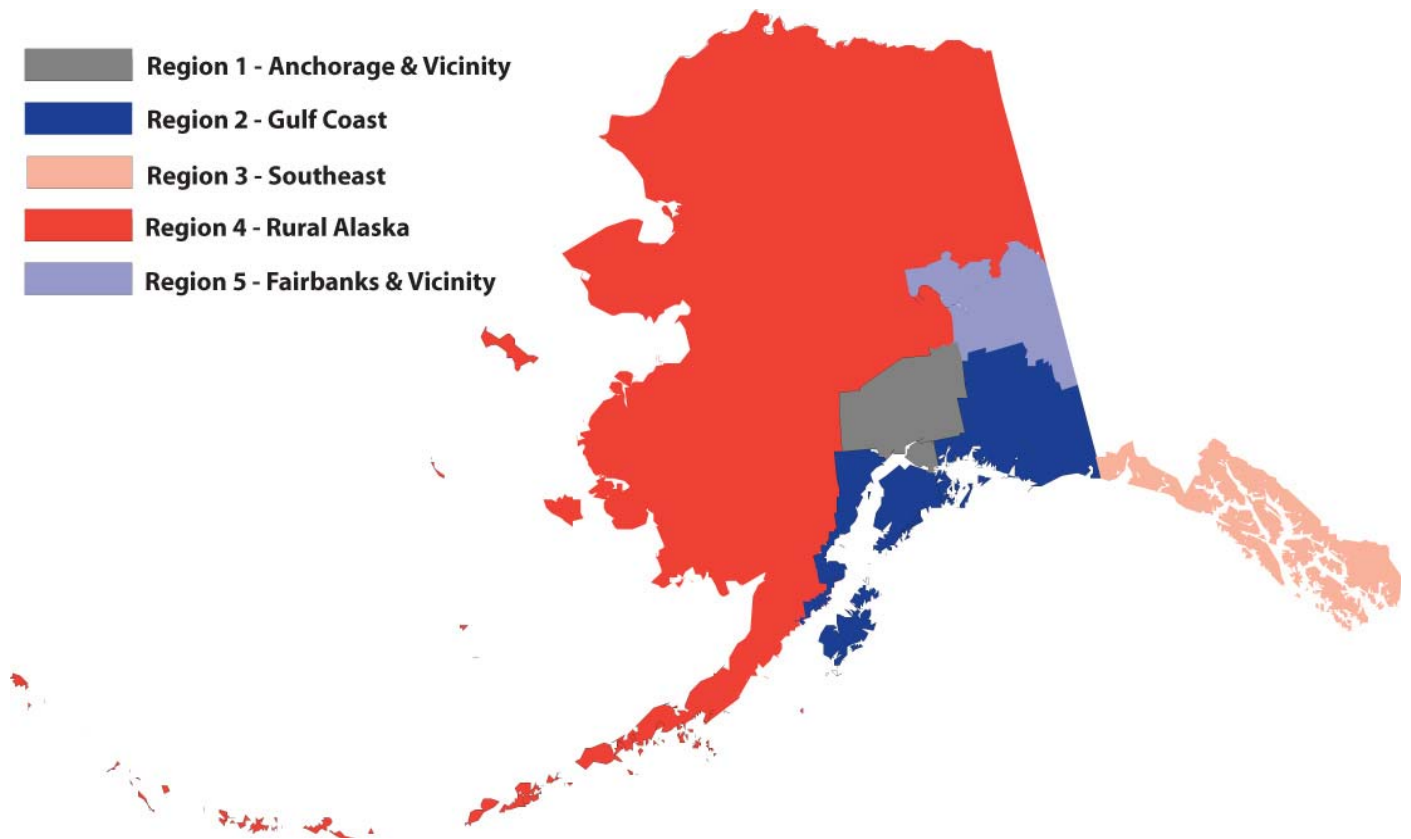 Region 1 - Anchorage & Vicinity
Region 2 - Gulf Coast
Region 3 - Southeast
Region 4 - Rural Alaska
Region 5 - Fairbanks & Vicinity